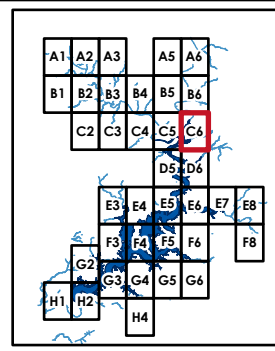 A1 A2 A3 A5 A6
B1 B2 B3 B4 B5 B6
C2 C3 C4 C5 C6
D5 D6
E3 E4 E5 E6 E7 E8
F3 F4 F5 F6 F8
G2
G3 G4 G5 G6
H1 H2
H4